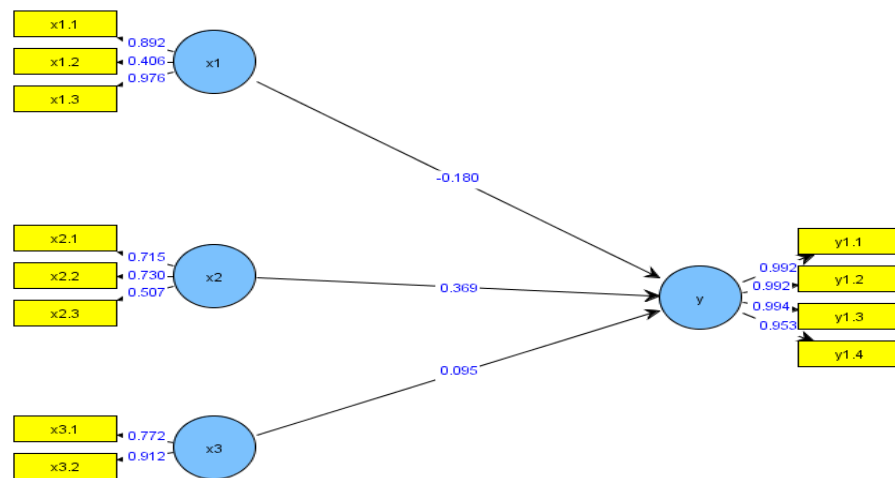 x1.1
0.892
x1.2
0.406
x1
x1.3
0.976
-0.180
x2.1
0.715
x2.2
0.730
x2
x2.3
0.507
0.369
y
0.992
y1.1
0.992
y1.2
0.994
y1.3
0.953
y1.4
0.095
x3.1
0.772
x3
x3.2
0.912